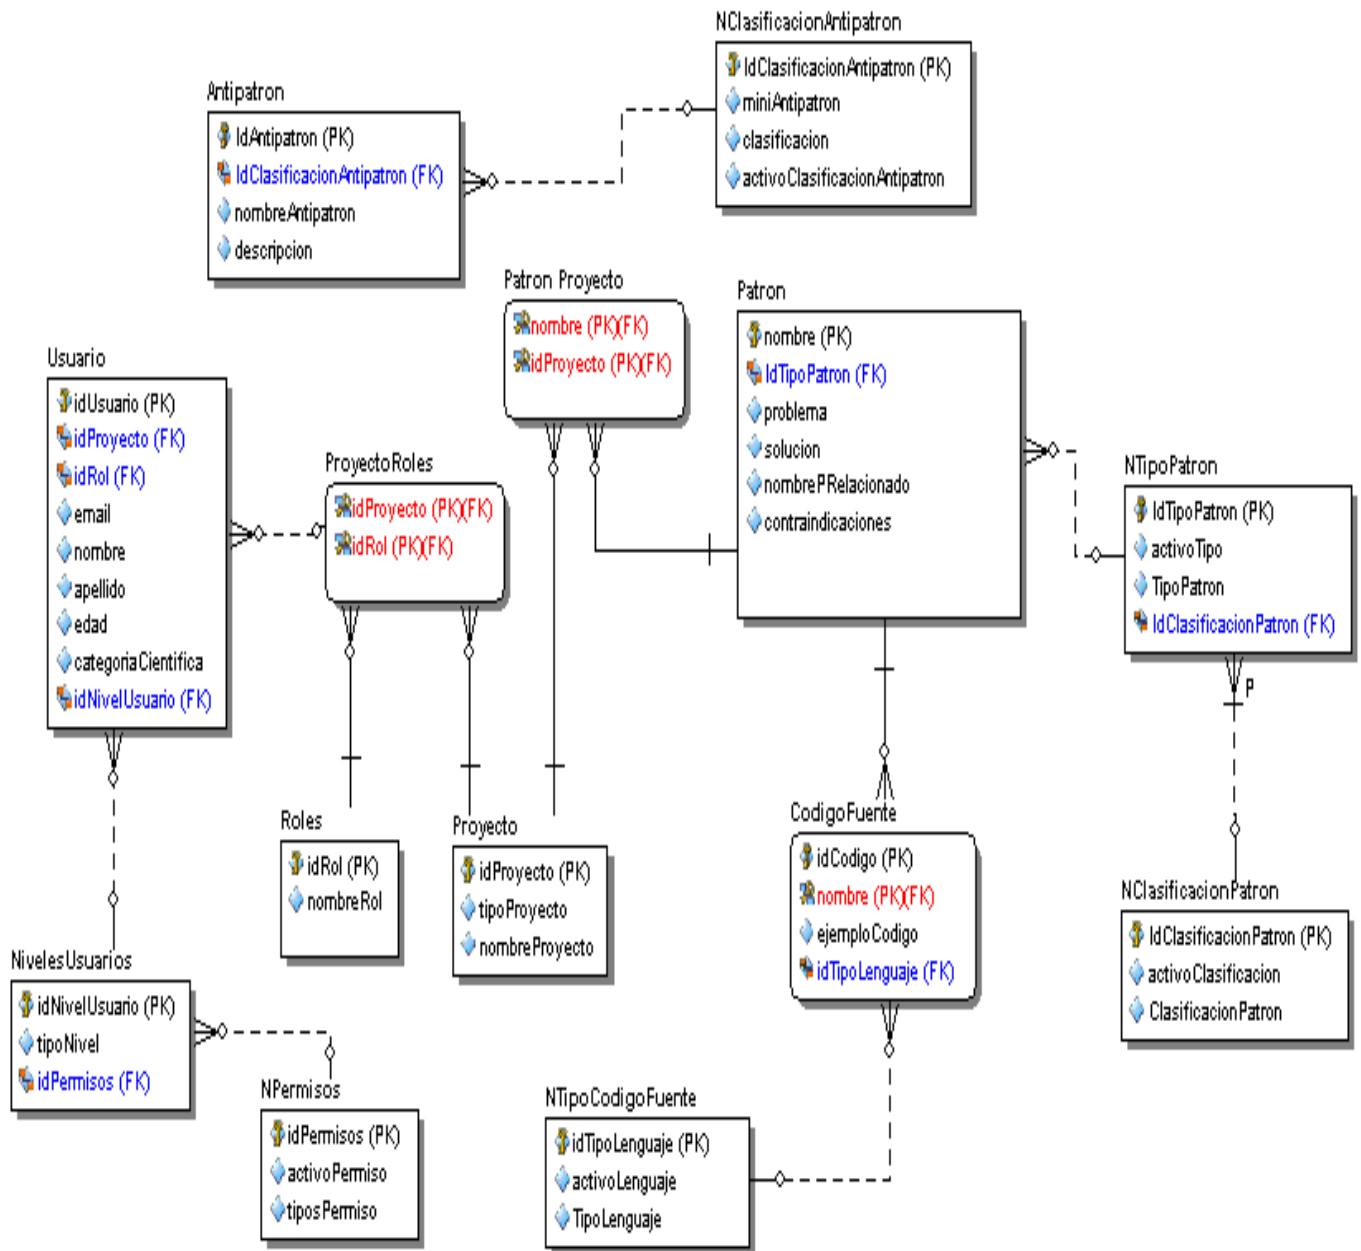 NClasificacionAntipatron
IdClasificacionAntipatron (PK)
miniAntipatron
clasificacion
activoClasificacionAntipatron
Antipatron
IdAntipatron (PK)
IdClasificacionAntipatron (FK)
nombreAntipatron
descripcion
Patron Proyecto
nombre (PK)(FK)
idProyecto (PK)(FK)
Patron
nombre (PK)
IdTipoPatron (FK)
problema
solucion
nombrePRelacionado
contraindicaciones
Usuario
idUsuario (PK)
idProyecto (FK)
idRol (FK)
email
nombre
apellido
edad
categoriaCientifica
idNivelUsuario (FK)
ProyectoRoles
idProyecto (PK)(FK)
idRol (PK)(FK)
NTipoPatron
IdTipoPatron (PK)
activoTipo
TipoPatron
IdClasificacionPatron (FK)
P
Roles
idRol (PK)
nombreRol
Proyecto
idProyecto (PK)
tipoProyecto
nombreProyecto
CodigoFuente
idCodigo (PK)
nombre (PK)(FK)
ejemploCodigo
idTipoLenguaje (FK)
NClasificacionPatron
IdClasificacionPatron (PK)
activoClasificacion
ClasificacionPatron
NivelesUsuarios
idNivelUsuario (PK)
tipoNivel
idPermisos (FK)
NPermisos
idPermisos (PK)
activoPermiso
tiposPermiso
NTipoCodigoFuente
idTipoLenguaje (PK)
activoLenguaje
TipoLenguaje